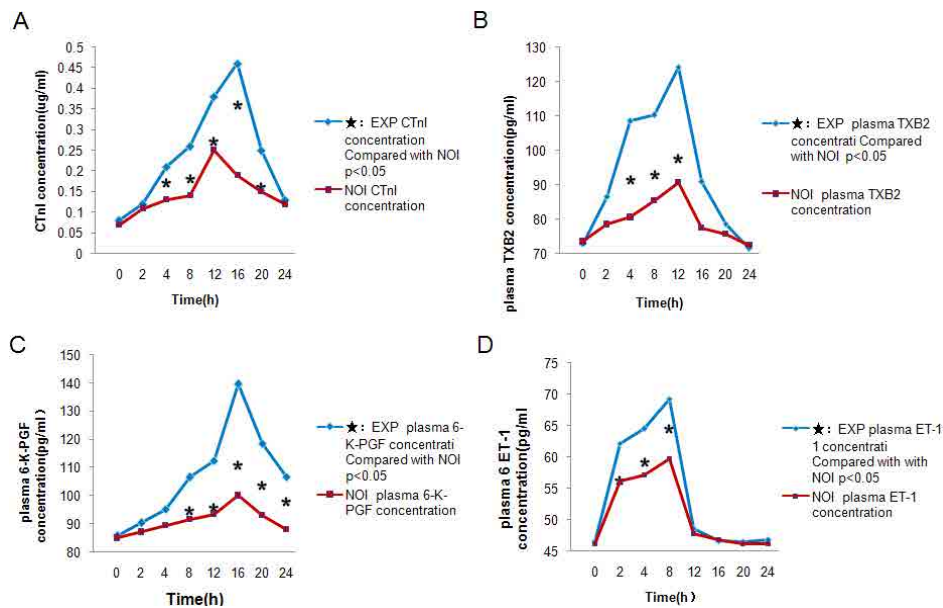 A
CTnI concentration(ug/ml)
0.5
0.45
0.4
0.35
0.3
0.25
0.2
0.15
0.1
0.05
0
0 2 4 8 12 16 20 24
Time(h)
★: EXP CTnI
concentration
Compared with NOI
p<0.05
NOI CTnI
concentration
B
plasma TXB2 concentration(pg/ml)
130
120
110
100
90
80
70
0 2 4 8 12 16 20 24
Time(h)
★: EXP plasma TXB2
concentrati Compared
with NOI p<0.05
NOI plasma TXB2
concentration
C
plasma 6-K-PGF
concentration(pg/ml)
150
140
130
120
110
100
90
80
0 2 4 8 12 16 20 24
Time(h)
★: EXP plasma 6-
K-PGF concentrati
Compared with NOI
p<0.05
NOI plasma 6-K-
PGF concentration
D
plasma 6 ET-1
concentration(pg/ml
75
70
65
60
55
50
45
0 2 4 8 12 16 20 24
Time(h)
★: EXP plasma ET-1
1 concentrati
Compared with with
NOI p<0.05
NOI plasma ET-1
concentration